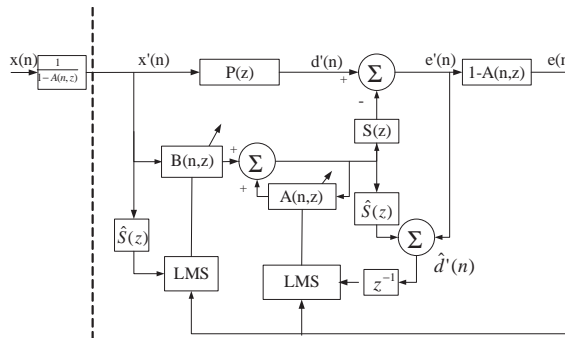 x(n)
1
1−A(n,z)
x'(n)
P(z)
d'(n)
+
Σ
-
e'(n)
1-A(n,z)
e(n
S(z)
B(n,z)
+
Σ
+
A(n,z)
Ŝ(z)
Ŝ(z)
Σ
d̂'(n)
LMS
LMS
z⁻¹